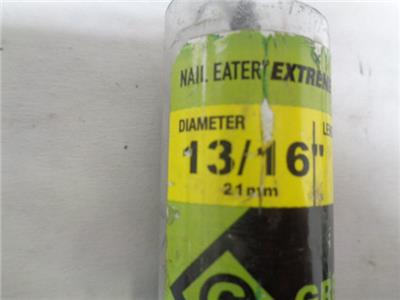 NAIL EATER EXTREME
DIAMETER
13/16"
21mm
G